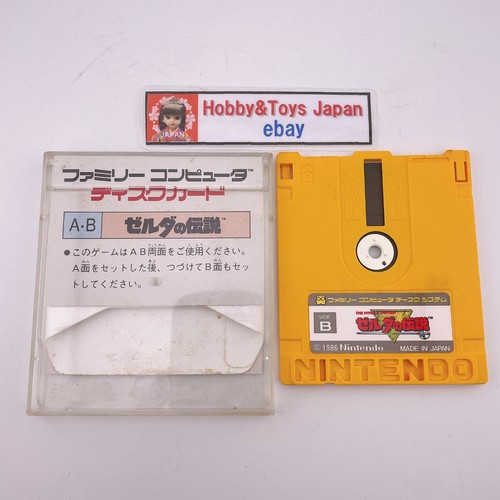 Hobby&Toys Japan
ebay
JAPAN
ファミリー コンピュータ™
ディスクカード
A・B
ゼルダの伝説™
●このゲームはAB両面をご使用ください。
A面をセットした後、つづけてB面もセッ
トしてください。
ファミリー コンピュータ ディスク システム
SIDE
B
ゼルダの伝説
©1986 Nintendo
NINTENDO